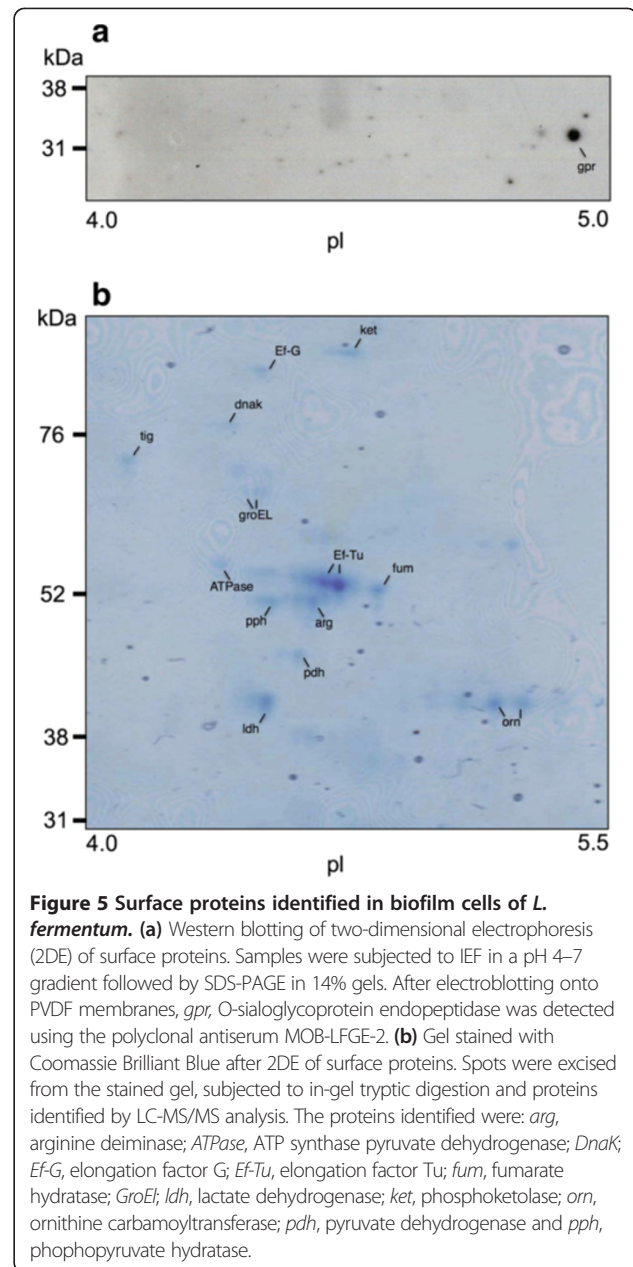 a
kDa
38
31
gpr
4.0 5.0
pI
b
kDa
ket
Ef-G
dnak
76
tig
groEL
Ef-Tu
fum
ATPase
52
pph
arg
pdh
ldh
orn
38
31
4.0 5.5
pI
Figure 5 Surface proteins identified in biofilm cells of L.
fermentum. (a) Western blotting of two-dimensional electrophoresis
(2DE) of surface proteins. Samples were subjected to IEF in a pH 4–7
gradient followed by SDS-PAGE in 14% gels. After electroblotting onto
PVDF membranes, gpr, O-sialoglycoprotein endopeptidase was detected
using the polyclonal antiserum MOB-LFGE-2. (b) Gel stained with
Coomassie Brilliant Blue after 2DE of surface proteins. Spots were excised
from the stained gel, subjected to in-gel tryptic digestion and proteins
identified by LC-MS/MS analysis. The proteins identified were: arg,
arginine deiminase; ATPase, ATP synthase pyruvate dehydrogenase; DnaK;
Ef-G, elongation factor G; Ef-Tu, elongation factor Tu; fum, fumarate
hydratase; GroEl; ldh, lactate dehydrogenase; ket, phosphoketolase; orn,
ornithine carbamoyltransferase; pdh, pyruvate dehydrogenase and pph,
phophopyruvate hydratase.